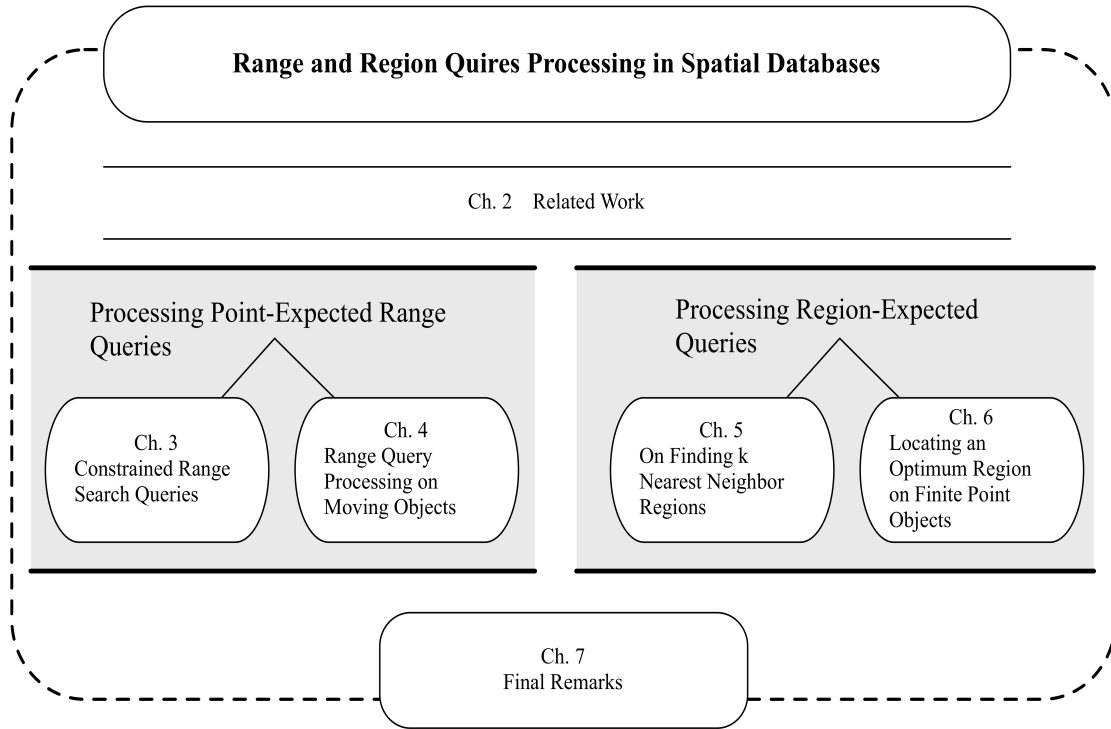 Range and Region Quires Processing in Spatial Databases
Ch. 2 Related Work
Processing Point-Expected Range
Queries
Ch. 3
Constrained Range
Search Queries
Ch. 4
Range Query
Processing on
Moving Objects
Processing Region-Expected
Queries
Ch. 5
On Finding k
Nearest Neighbor
Regions
Ch. 6
Locating an
Optimum Region
on Finite Point
Objects
Ch. 7
Final Remarks